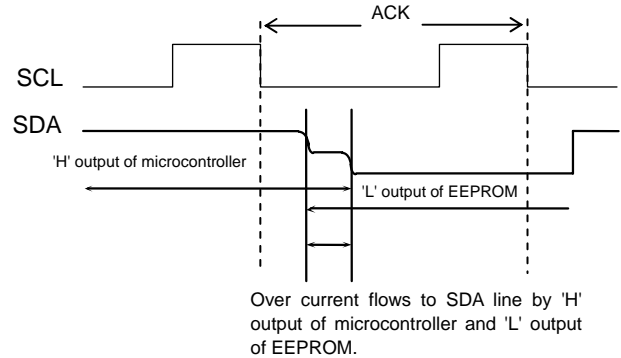 ACK
SCL
SDA
'H' output of microcontroller
'L' output of EEPROM
Over current flows to SDA line by 'H'
output of microcontroller and 'L' output
of EEPROM.